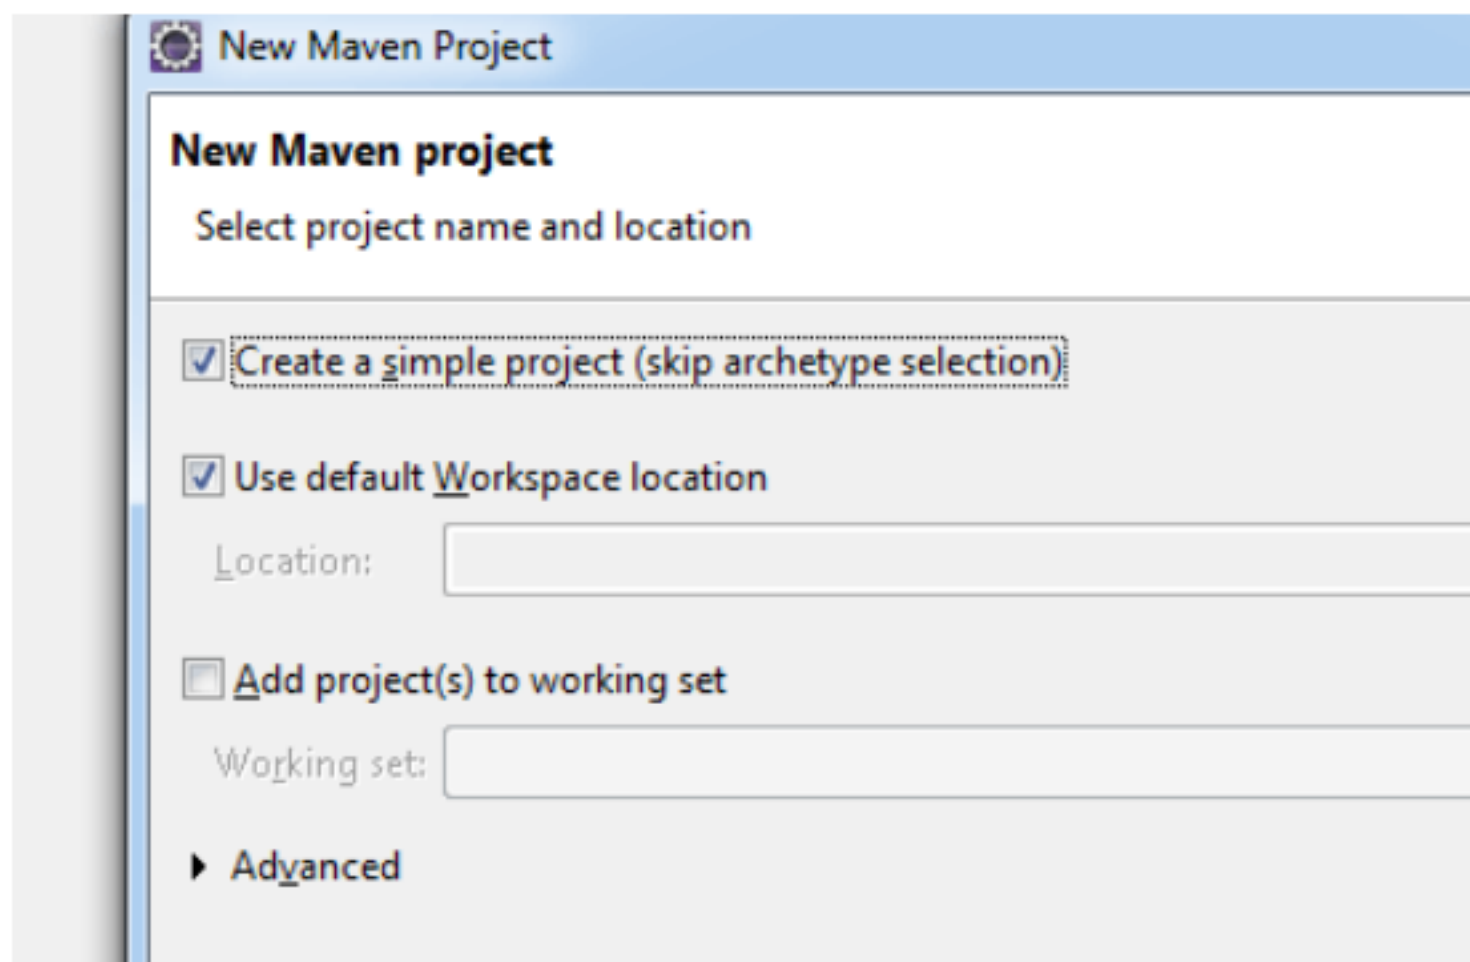 New Maven Project
New Maven project
Select project name and location
Create a simple project (skip archetype selection)
Use default Workspace location
Location:
Add project(s) to working set
Working set:
Advanced